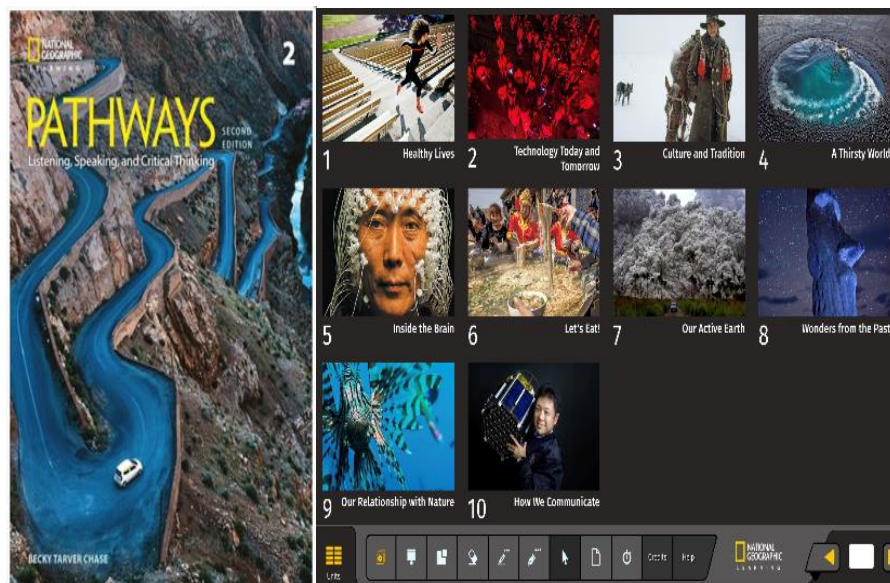 NATIONAL
GEOGRAPHIC
LEARNING
2
PATHWAYS
SECOND
EDITION
Listening, Speaking, and Critical Thinking
BECKY TARVER CHASE
1 Healthy Lives
2 Technology Today and
Tomorrow
3 Culture and Tradition
4 A Thirsty World
5 Inside the Brain
6 Let's Eat!
7 Our Active Earth
8 Wonders from the Past
9 Our Relationship with Nature
10 How We Communicate
Units
Credits
Help
NATIONAL
GEOGRAPHIC
LEARNING